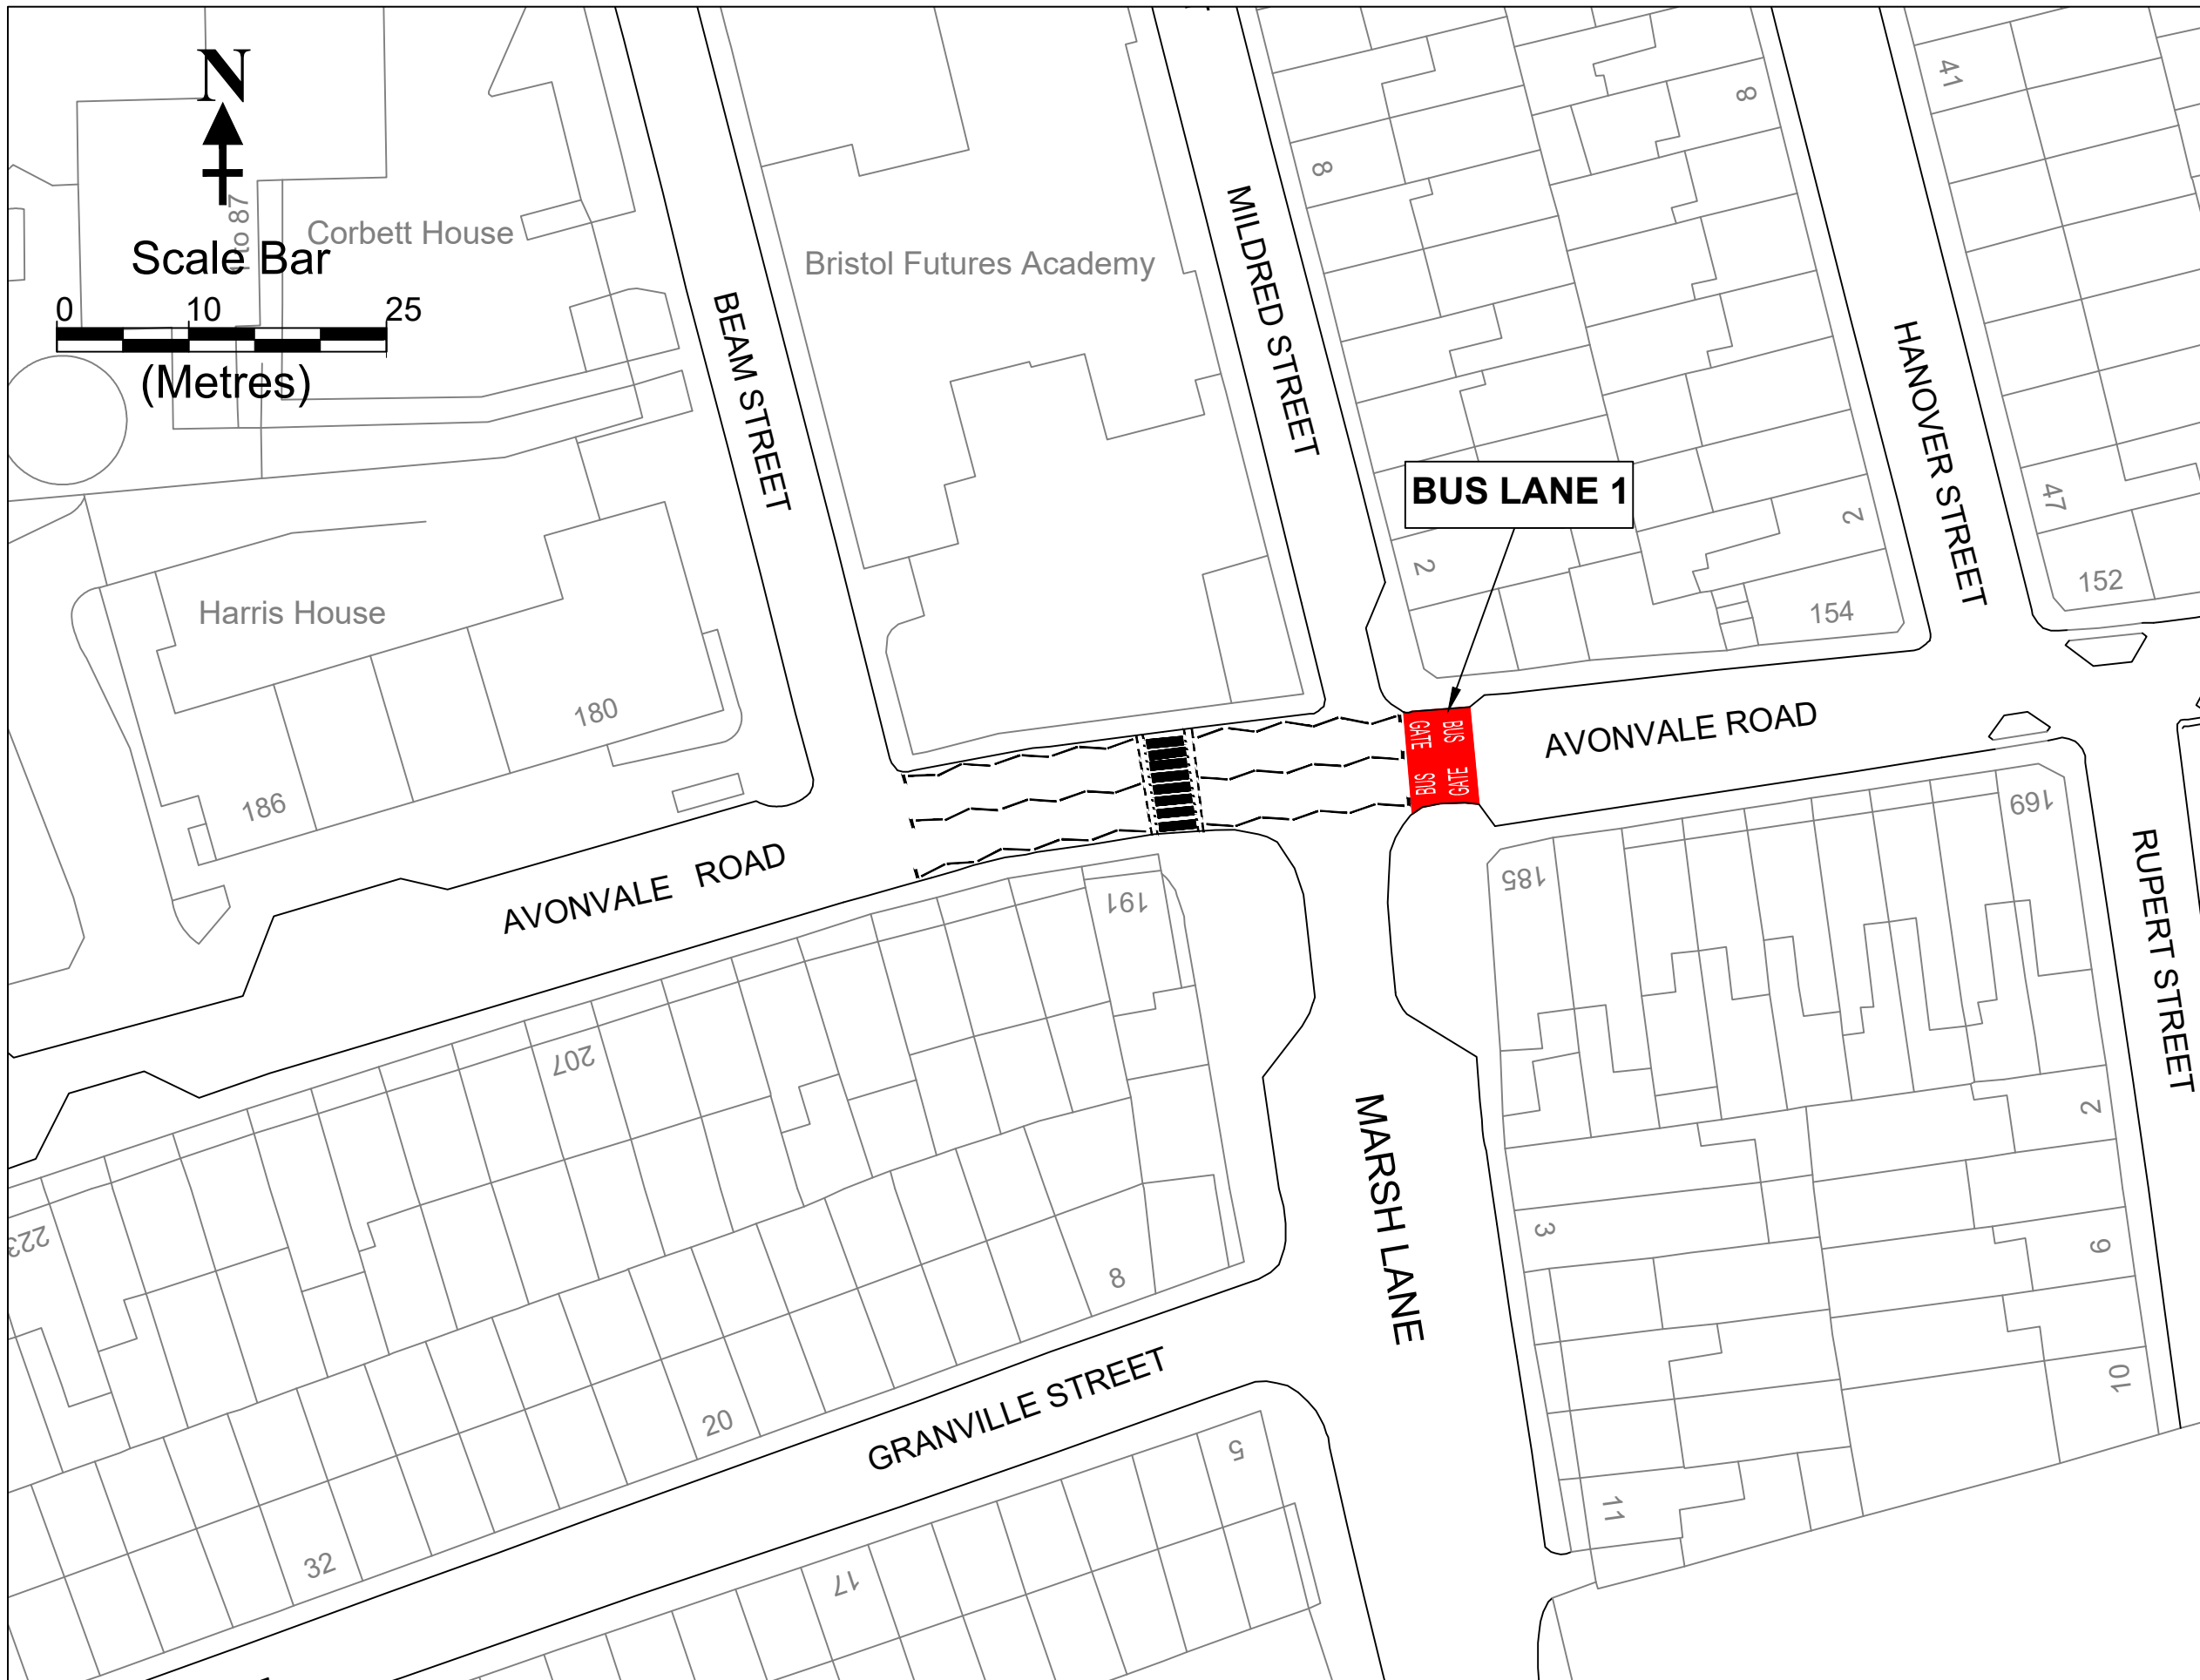 N
41
8
8
to 87
Corbett House
Scale Bar
Bristol Futures Academy
MILDRED STREET
0 10 25
(Metres)
BEAM STREET
HANOVER STREET
BUS LANE 1
47
2
2
152
154
Harris House
180
186
BUS
GATE
BUS
GATE
AVONVALE ROAD
AVONVALE ROAD
169
185
191
RUPERT STREET
207
2
MARSH LANE
223
3
9
8
10
GRANVILLE STREET
20
5
11
32
17